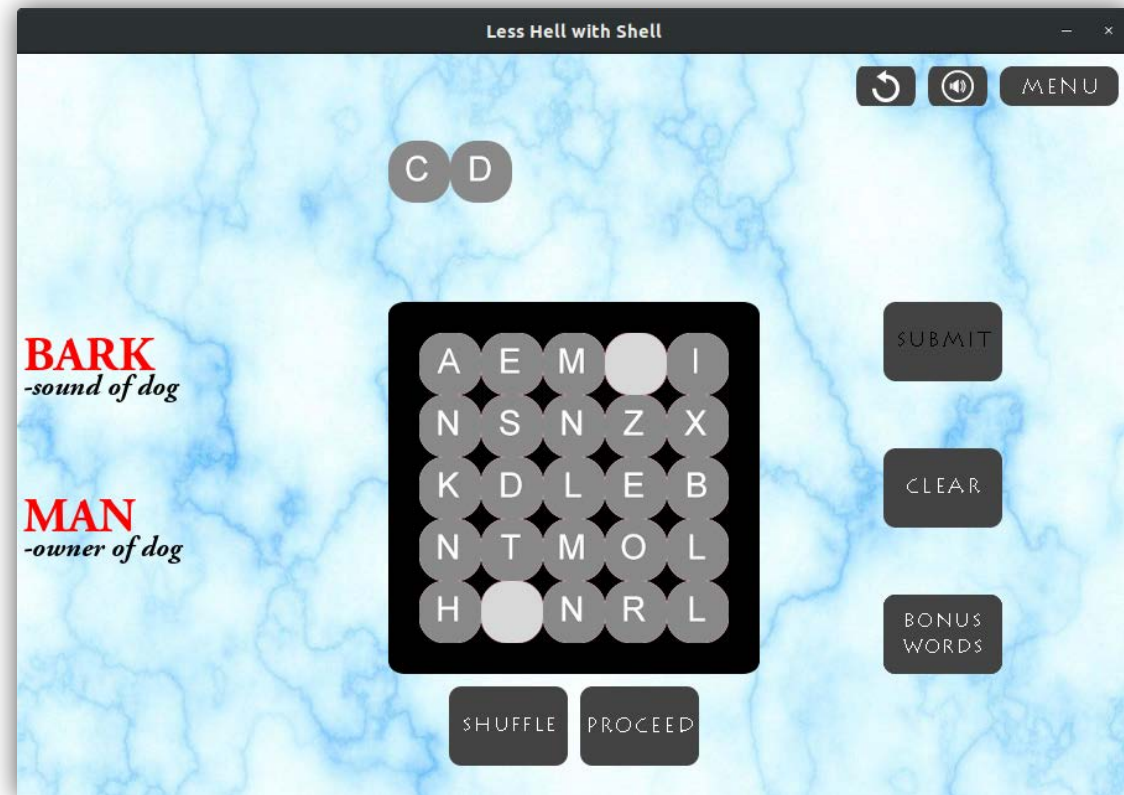 Less Hell with Shell
MENU
C D
BARK
-sound of dog
MAN
-owner of dog
A E M I
N S N Z X
K D L E B
N T M O L
H N R L
SUBMIT
CLEAR
BONUS
WORDS
SHUFFLE PROCEED